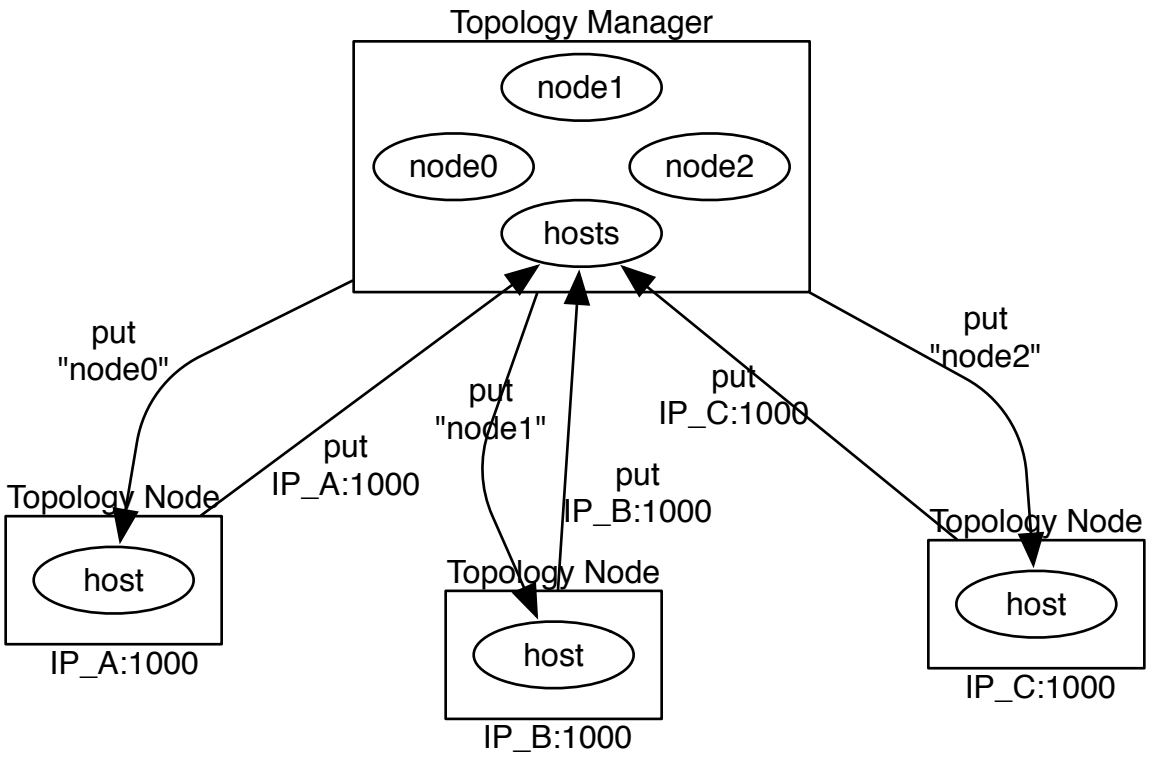 Topology Manager
node1
node0
node2
hosts
put
"node0"
put
"node2"
put
IP_C:1000
put
"node1"
put
IP_A:1000
put
IP_B:1000
Topology Node
host
IP_A:1000
Topology Node
host
IP_B:1000
Topology Node
host
IP_C:1000